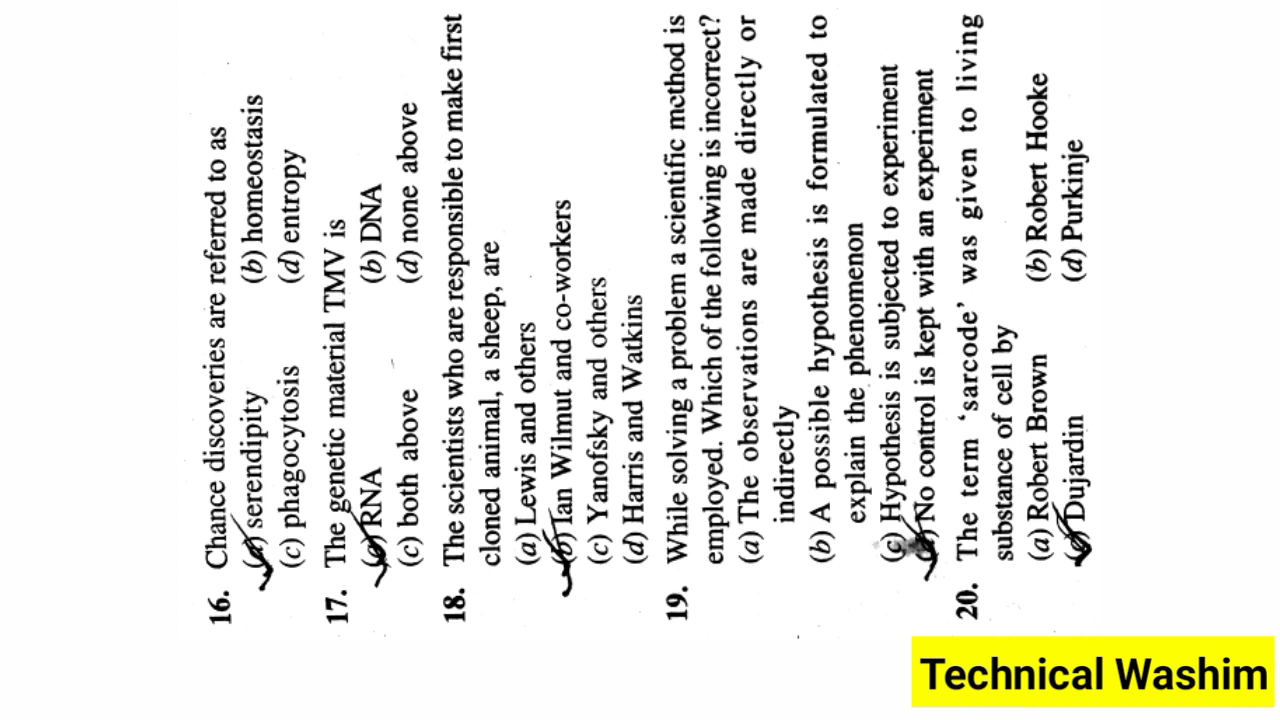 16. Chance discoveries are referred to as
(a) serendipity (b) homeostasis
(c) phagocytosis (d) entropy
17. The genetic material TMV is
(a) RNA (b) DNA
(c) both above (d) none above
18. The scientists who are responsible to make first
cloned animal, a sheep, are
(a) Lewis and others
(b) Ian Wilmut and co-workers
(c) Yanofsky and others
(d) Harris and Watkins
19. While solving a problem a scientific method is
employed. Which of the following is incorrect?
(a) The observations are made directly or
indirectly
(b) A possible hypothesis is formulated to
explain the phenomenon
(c) Hypothesis is subjected to experiment
(d) No control is kept with an experiment
20. The term ‘sarcode’ was given to living
substance of cell by
(a) Robert Brown (b) Robert Hooke
(c) Dujardin (d) Purkinje
Technical Washim